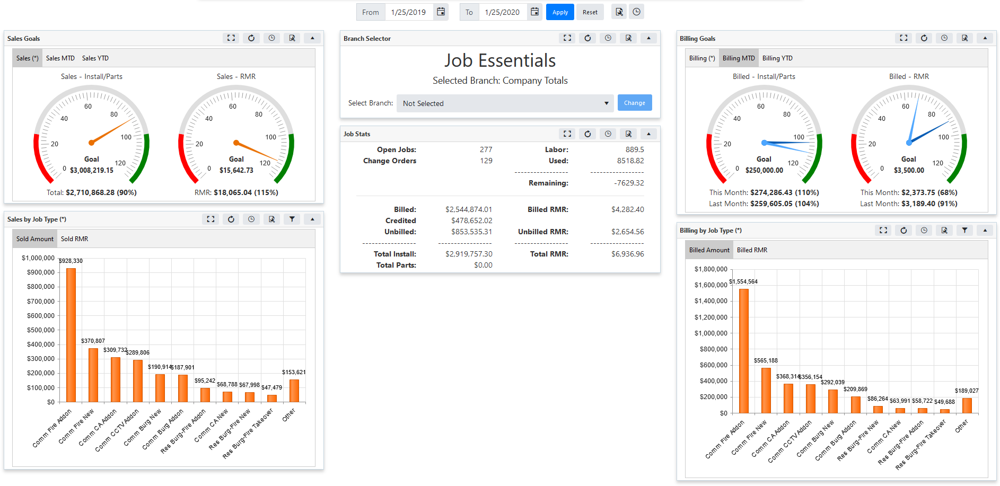 From 1/25/2019 To 1/25/2020 Apply Reset
Sales Goals
Sales (*) Sales MTD Sales YTD
Sales - Install/Parts
0 20 40 60 80 100 120
Goal
$3,008,219.15
Total: $2,710,868.28 (90%)
Sales - RMR
0 20 40 60 80 100 120
Goal
$15,642.73
RMR: $18,065.04 (115%)
Sales by Job Type (*)
Sold Amount Sold RMR
$1,000,000
$900,000
$800,000
$700,000
$600,000
$500,000
$400,000
$300,000
$200,000
$100,000
$0
$928,330
$370,807
$309,732
$289,806
$190,914
$187,901
$95,242
$68,788
$67,998
$47,479
$153,621
Comm Fire Addon
Comm Fire New
Comm CA Addon
Comm CCTV Addon
Comm Burg New
Comm Burg Addon
Res Burg-Fire Addon
Comm CA New
Res Burg-Fire New
Res Burg-Fire Takeover
Other
Branch Selector
Job Essentials
Selected Branch: Company Totals
Select Branch: Not Selected Change
Job Stats
Open Jobs: 277 Labor: 889.5
Change Orders 129 Used: 8518.82
Remaining: -7629.32
Billed: $2,544,874.01 Billed RMR: $4,282.40
Credited $478,652.02
Unbilled: $853,535.31 Unbilled RMR: $2,654.56
Total Install: $2,919,757.30 Total RMR: $6,936.96
Total Parts: $0.00
Billing Goals
Billing (*) Billing MTD Billing YTD
Billed - Install/Parts
0 20 40 60 80 100 120
Goal
$250,000.00
This Month: $274,286.43 (110%)
Last Month: $259,605.05 (104%)
Billed - RMR
0 20 40 60 80 100 120
Goal
$3,500.00
This Month: $2,373.75 (68%)
Last Month: $3,189.40 (91%)
Billing by Job Type (*)
Billed Amount Billed RMR
$1,800,000
$1,600,000
$1,400,000
$1,200,000
$1,000,000
$800,000
$600,000
$400,000
$200,000
$0
$1,554,564
$565,188
$368,314
$356,154
$292,039
$209,869
$86,264
$63,991
$58,722
$49,688
$189,027
Comm Fire Addon
Comm Fire New
Comm CA Addon
Comm CCTV Addon
Comm Burg New
Comm Burg Addon
Res Burg-Fire New
Comm CA New
Res Burg-Fire Addon
Res Burg-Fire Takeover
Other